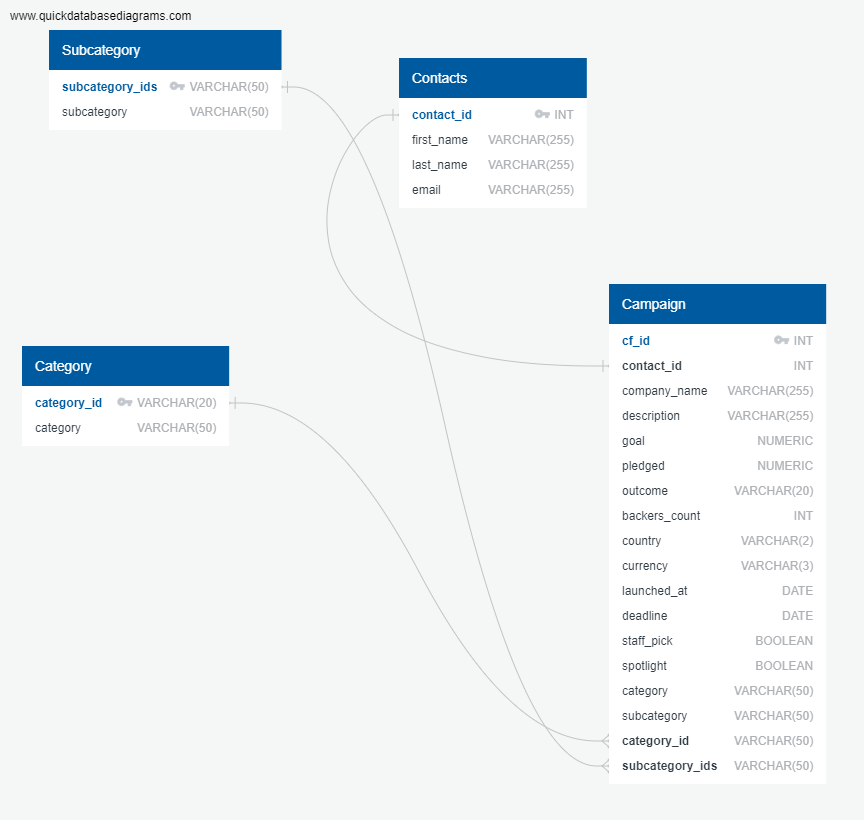 www.quickdatabasediagrams.com
Subcategory
subcategory_ids VARCHAR(50)
subcategory VARCHAR(50)
Contacts
contact_id INT
first_name VARCHAR(255)
last_name VARCHAR(255)
email VARCHAR(255)
Category
category_id VARCHAR(20)
category VARCHAR(50)
Campaign
cf_id INT
contact_id INT
company_name VARCHAR(255)
description VARCHAR(255)
goal NUMERIC
pledged NUMERIC
outcome VARCHAR(20)
backers_count INT
country VARCHAR(2)
currency VARCHAR(3)
launched_at DATE
deadline DATE
staff_pick BOOLEAN
spotlight BOOLEAN
category VARCHAR(50)
subcategory VARCHAR(50)
category_id VARCHAR(50)
subcategory_ids VARCHAR(50)